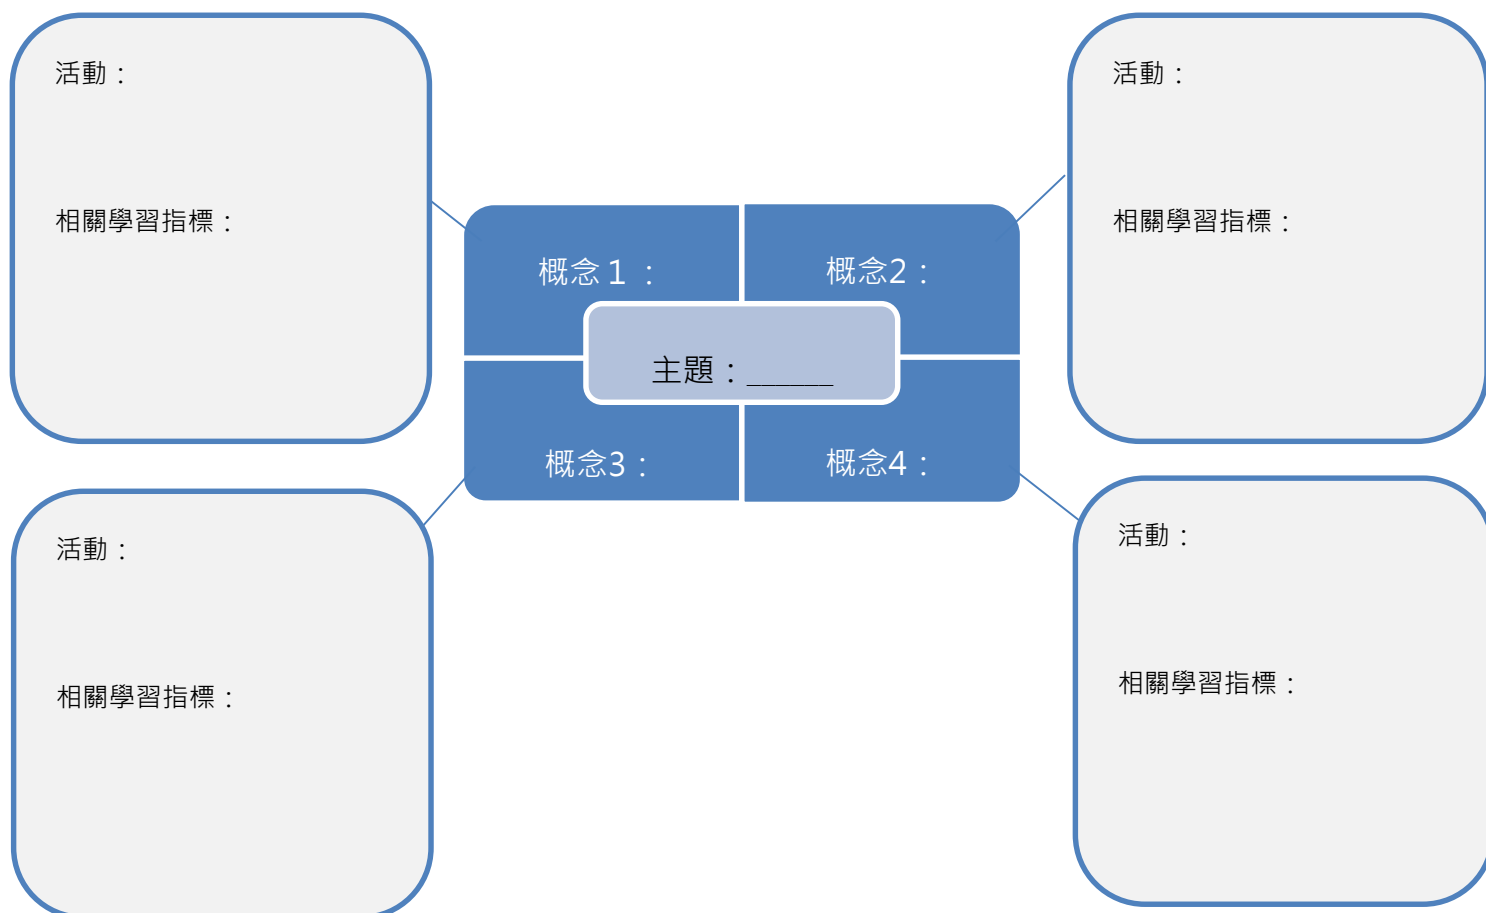 活動：
相關學習指標：
活動：
相關學習指標：
概念１：
概念2：
主題：______
概念3：
概念4：
活動：
相關學習指標：
活動：
相關學習指標：